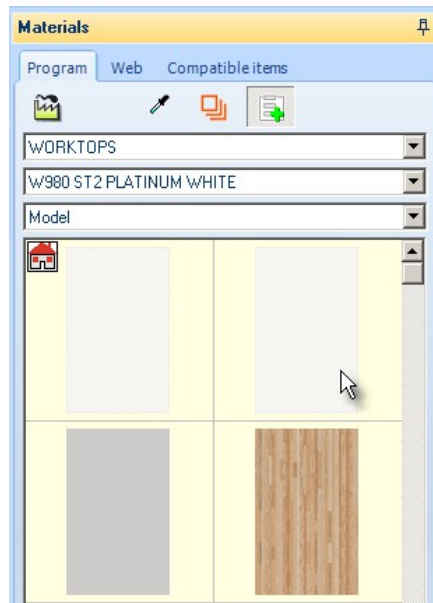 Materials
Program Web Compatible items
WORKTOPS
W980 ST2 PLATINUM WHITE
Model